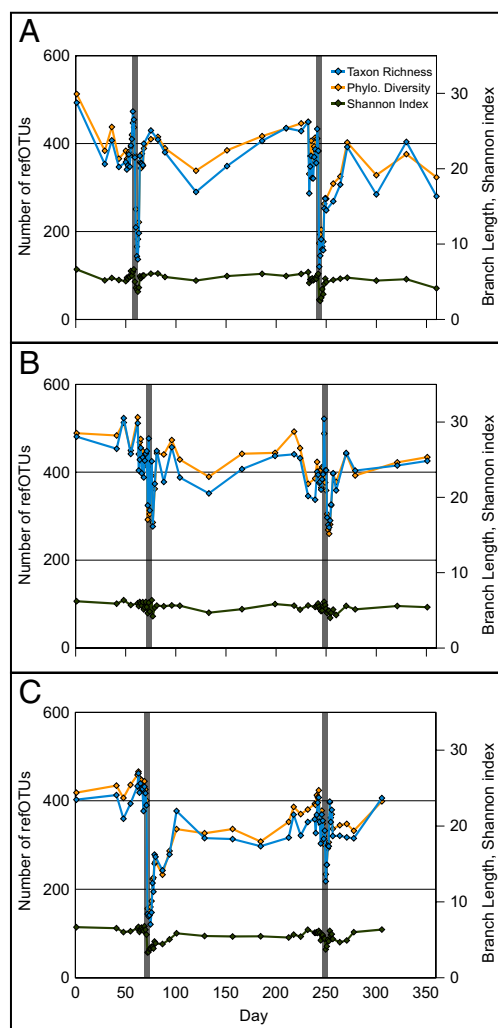 A
600
400
200
0
Number of refOTUs
Taxon Richness
Phylo. Diversity
Shannon Index
30
20
10
0
Branch Length, Shannon index
B
600
400
200
0
Number of refOTUs
30
20
10
0
Branch Length, Shannon index
C
600
400
200
0
Number of refOTUs
30
20
10
0
Branch Length, Shannon index
0 50 100 150 200 250 300 350
Day